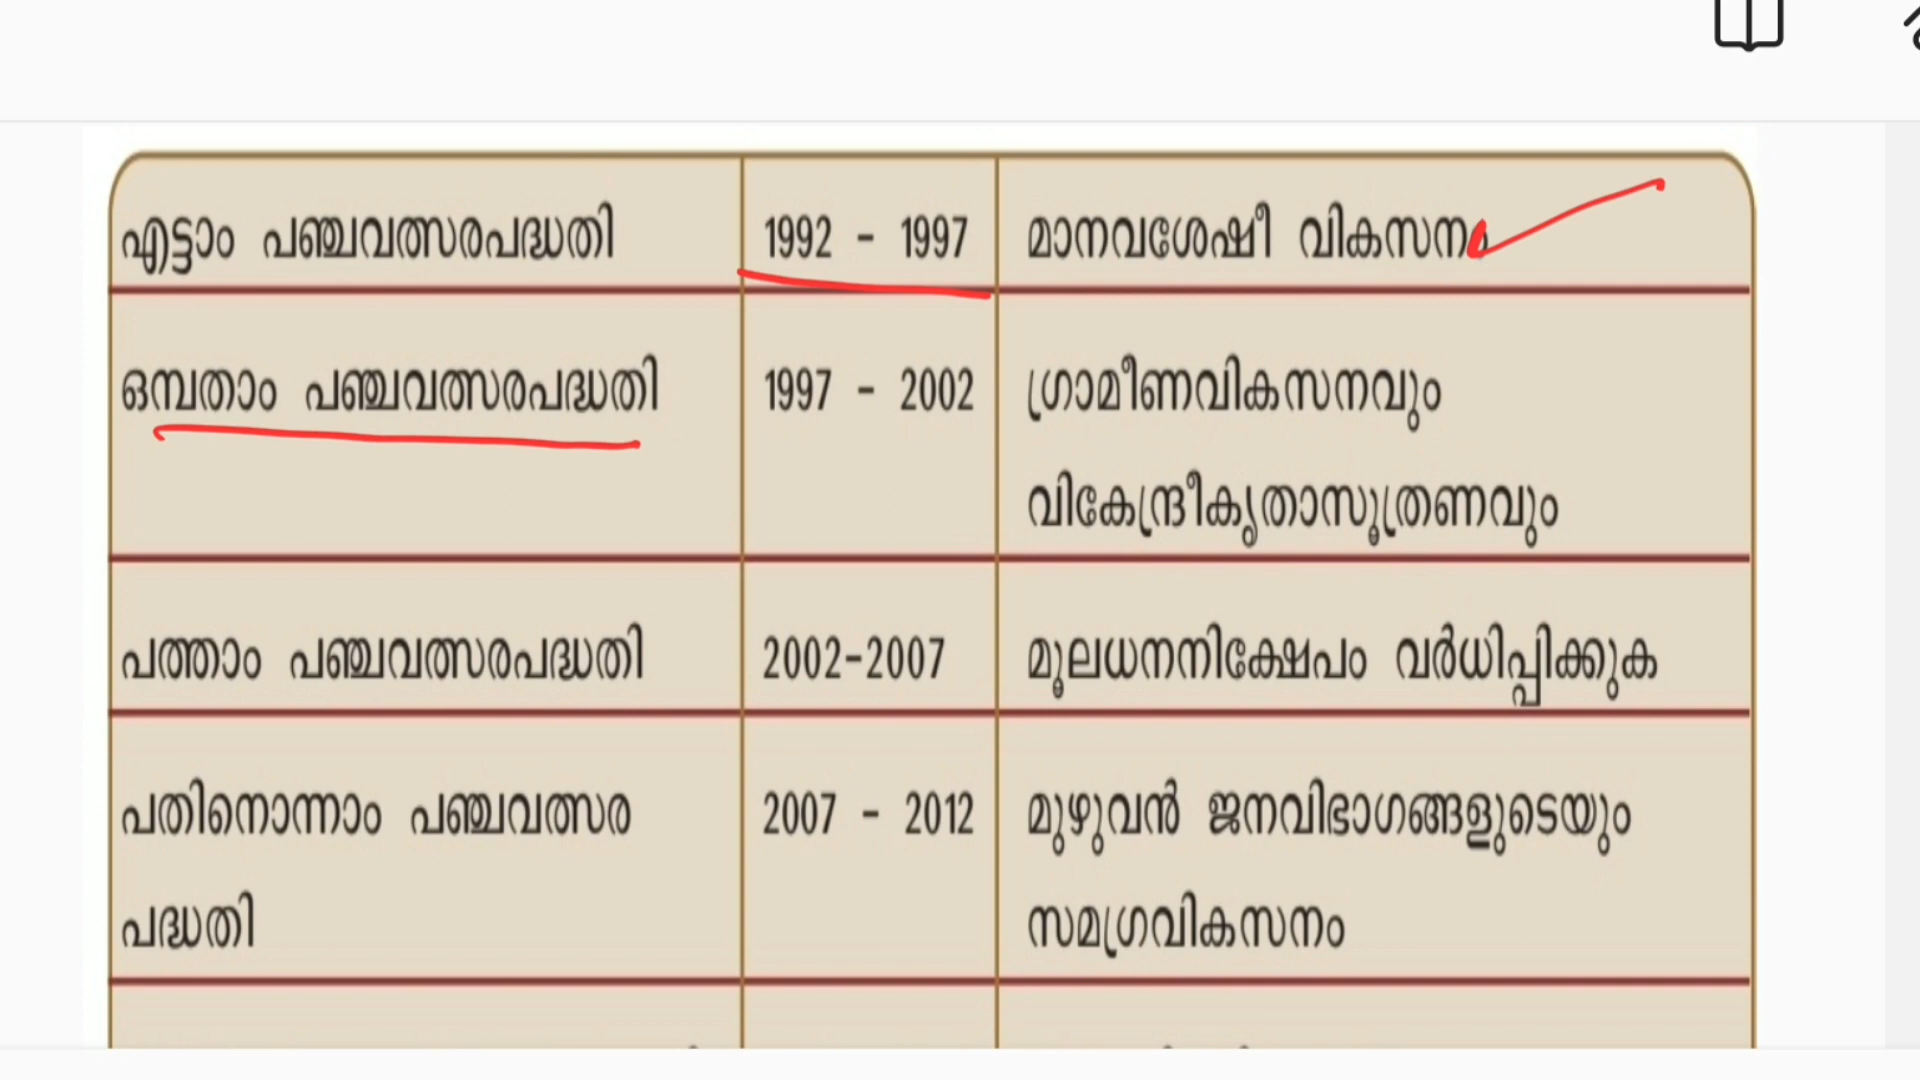 എട്ടാം പഞ്ചവത്സരപദ്ധതി 1992 - 1997 മാനവശേഷീ വികസനം
ഒമ്പതാം പഞ്ചവത്സരപദ്ധതി 1997 - 2002 ഗ്രാമീണവികസനവും
വികേന്ദ്രീകൃതാസൂത്രണവും
പത്താം പഞ്ചവത്സരപദ്ധതി 2002-2007 മൂലധനനിക്ഷേപം വർധിപ്പിക്കുക
പതിനൊന്നാം പഞ്ചവത്സര 2007 - 2012 മുഴുവൻ ജനവിഭാഗങ്ങളുടെയും
പദ്ധതി സമഗ്രവികസനം